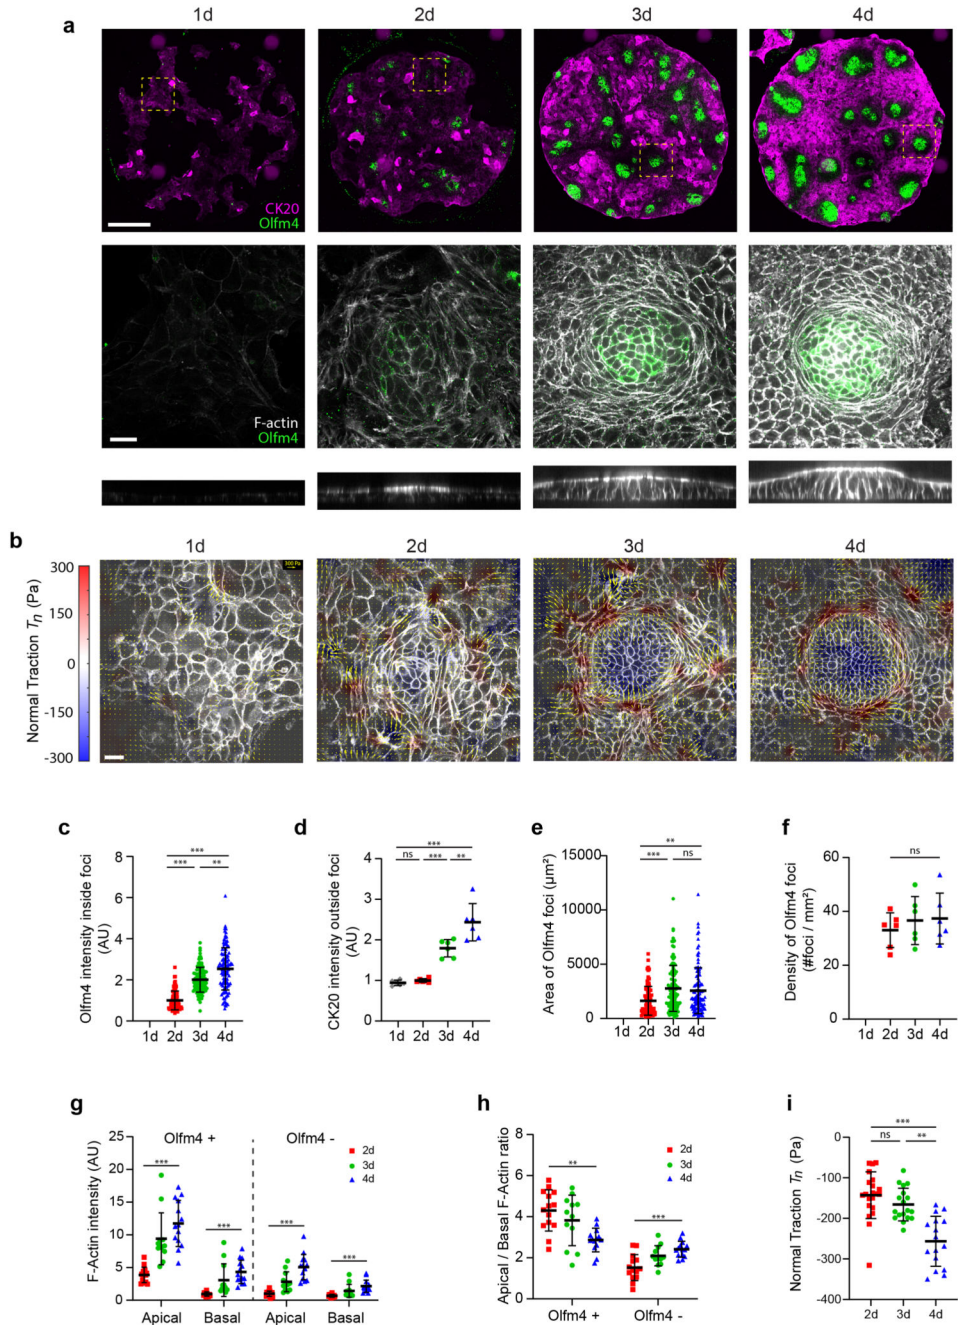 a
1d
2d
3d
4d
CK20
Olfm4
F-actin
Olfm4
b
1d
2d
3d
4d
Normal Traction Tn (Pa)
300
150
0
-150
-300
300 Pa
c
Olfm4 intensity inside foci
(AU)
8
6
4
2
0
***
***
**
1d 2d 3d 4d
d
CK20 intensity outside foci
(AU)
4
3
2
1
0
***
ns
***
**
1d 2d 3d 4d
e
Area of Olfm4 foci (µm²)
15000
10000
5000
0
**
***
ns
1d 2d 3d 4d
f
Density of Olfm4 foci
(#foci / mm²)
60
40
20
0
ns
1d 2d 3d 4d
g
F-Actin intensity (AU)
25
20
15
10
5
0
Olfm4 +
Olfm4 -
2d
3d
4d
***
***
***
***
Apical Basal Apical Basal
h
Apical / Basal F-Actin ratio
8
6
4
2
0
2d
3d
4d
**
***
Olfm4 + Olfm4 -
i
Normal Traction Tn (Pa)
0
-100
-200
-300
-400
***
ns
**
2d 3d 4d